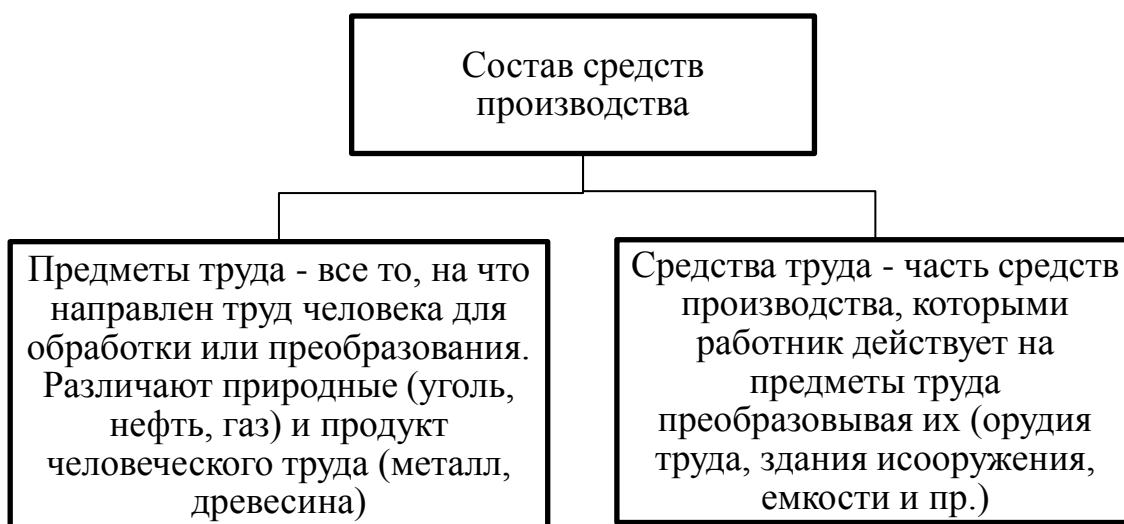 Состав средств
производства
Предметы труда - все то, на что
направлен труд человека для
обработки или преобразования.
Различают природные (уголь,
нефть, газ) и продукт
человеческого труда (металл,
древесина)
Средства труда - часть средств
производства, которыми
работник действует на
предметы труда
преобразовывая их (орудия
труда, здания исооружения,
емкости и пр.)